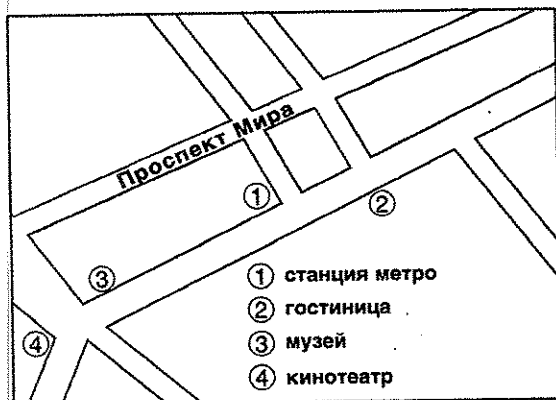 Проспект Мира
① ②
③
④
① станция метро
② гостиница
③ музей
④ кинотеатр